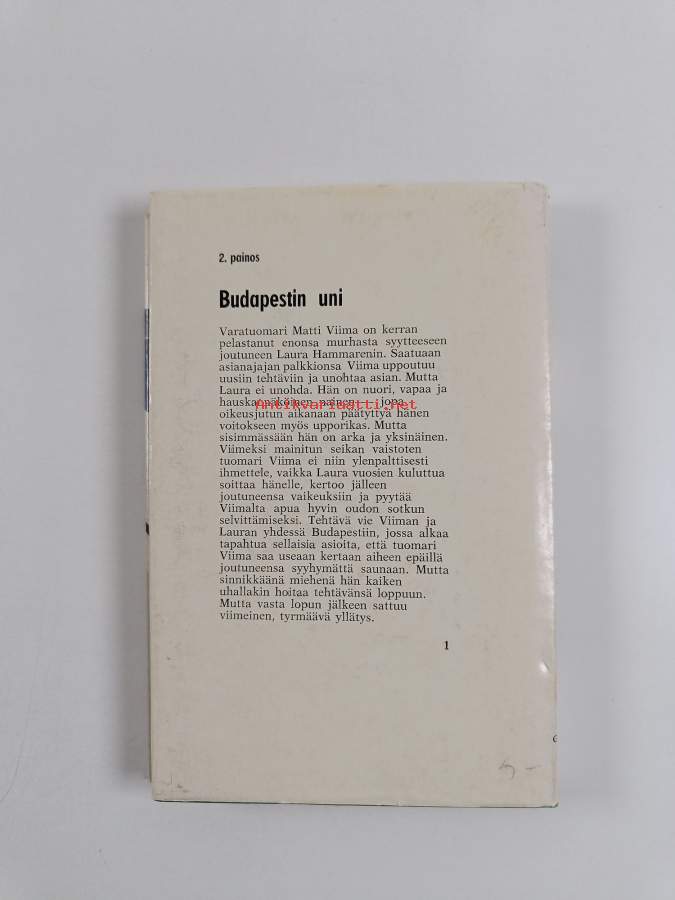 2. painos
Budapestin uni
Varatuomari Matti Viima on kerran
pelastanut enonsa murhasta syytteeseen
joutuneen Laura Hammarenin. Saatuaan
asianajajan palkkionsa Viima uppoutuu
uusiin tehtäviin ja unohtaa asian. Mutta
Laura ei unohda. Hän on nuori, vapaa ja
hauskannäköinen nainen — jopa
Antikvariaatti.net
oikeusjutun aikanaan päätyttyä hänen
voitokseen myös upporikas. Mutta
sisimmässään hän on arka ja yksinäinen.
Viimeksi mainitun seikan vaistoten
tuomari Viima ei niin ylenpalttisesti
ihmettele, vaikka Laura vuosien kuluttua
soittaa hänelle, kertoo jälleen
joutuneensa vaikeuksiin ja pyytää
Viimalta apua hyvin oudon sotkun
selvittämiseksi. Tehtävä vie Viiman ja
Lauran yhdessä Budapestiin, jossa alkaa
tapahtua sellaisia asioita, että tuomari
Viima saa useaan kertaan aiheen epäillä
joutuneensa syyhymättä saunaan. Mutta
sinnikkäänä miehenä hän kaiken
uhallakin hoitaa tehtävänsä loppuun.
Mutta vasta lopun jälkeen sattuu
viimeinen, tyrmäävä yllätys.
1